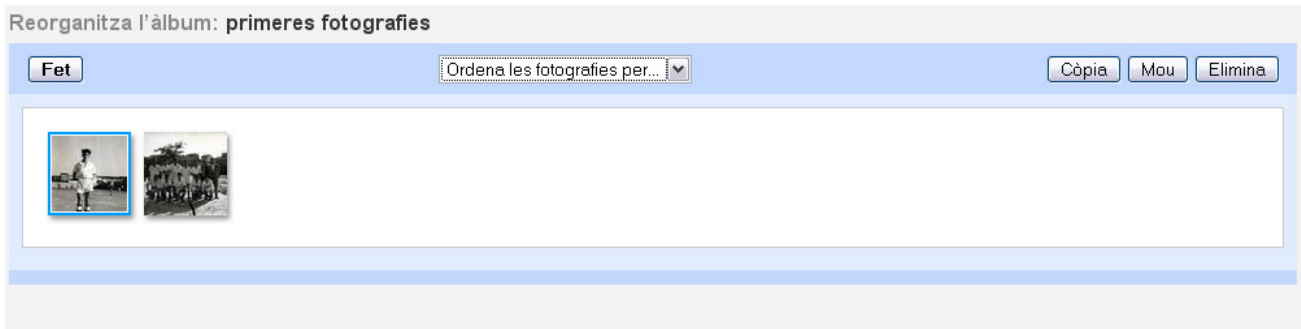 Reorganitza l'àlbum: primeres fotografies
Fet
Ordena les fotografies per...
Còpia
Mou
Elimina